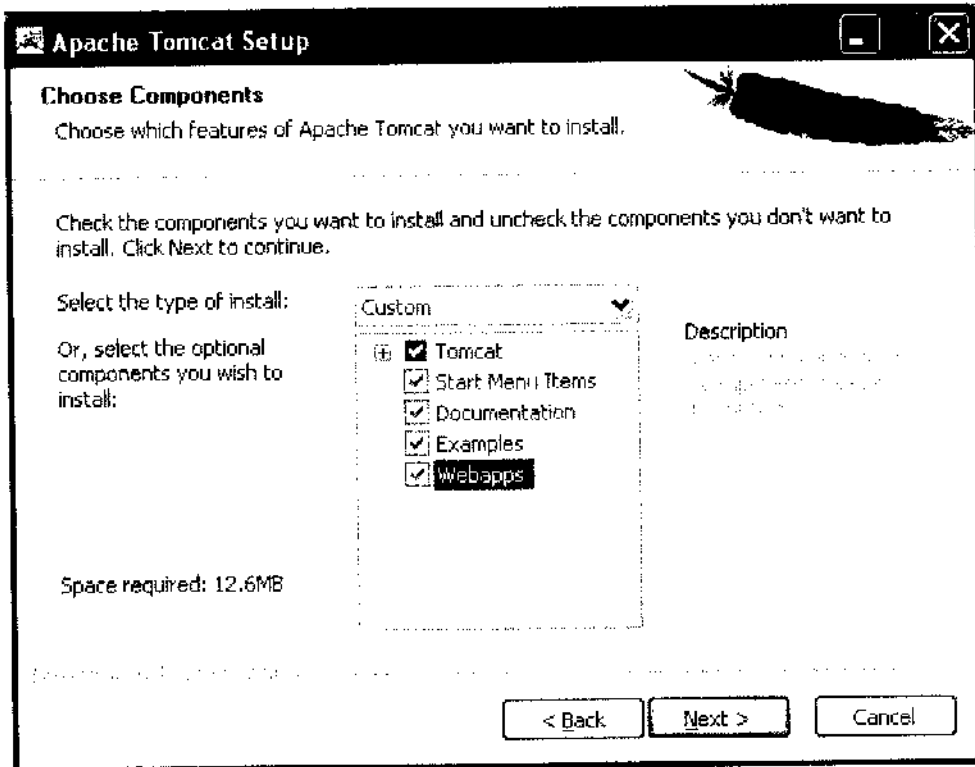 Apache Tomcat Setup
Choose Components
Choose which features of Apache Tomcat you want to install.
Check the components you want to install and uncheck the components you don't want to
install. Click Next to continue.
Select the type of install:
Custom
Or, select the optional
components you wish to
install:
Tomcat
Start Menu Items
Documentation
Examples
Webapps
Description
Space required: 12.6MB
< Back
Next >
Cancel